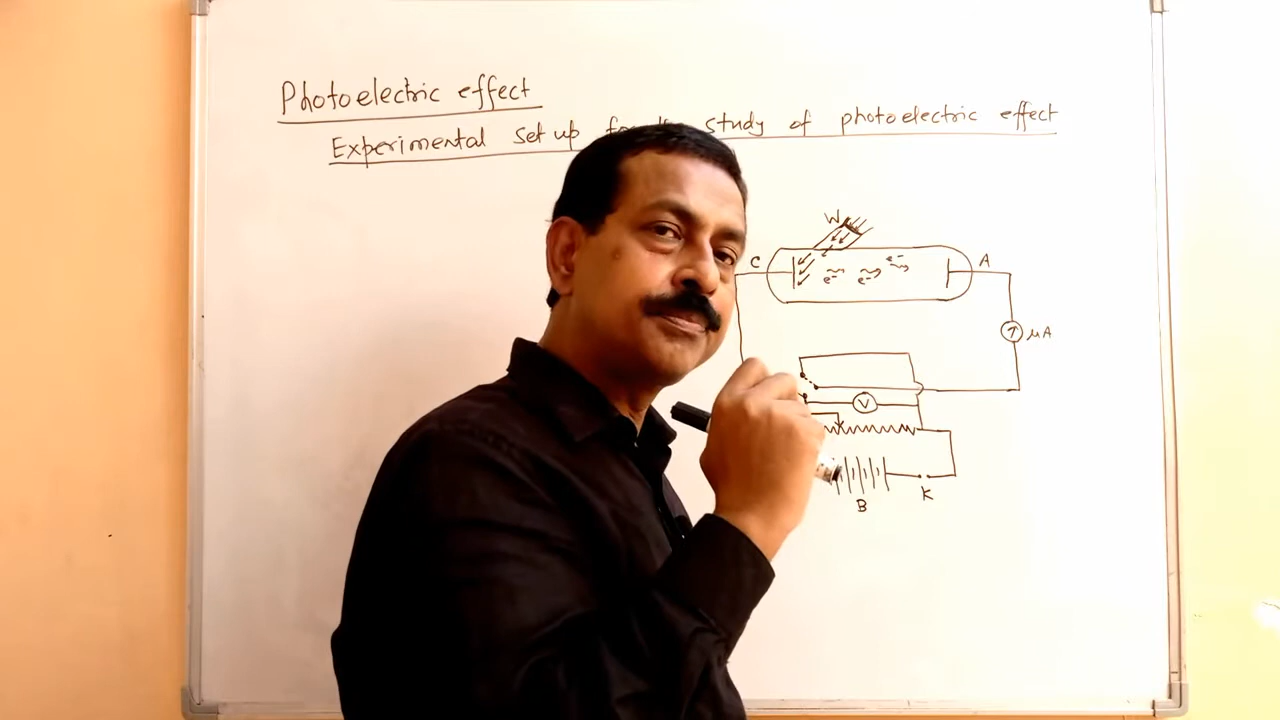 Photoelectric effect
Experimental set up study of photoelectric effect
W
C
A
e⁻ e⁻ e⁻
μA
V
B
K